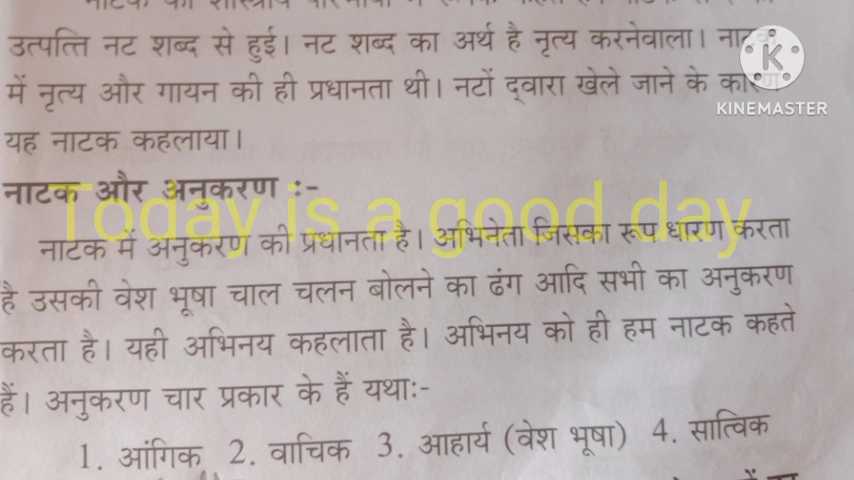 उत्पत्ति नट शब्द से हुई। नट शब्द का अर्थ है नृत्य करनेवाला।
KINEMASTER
में नृत्य और गायन की ही प्रधानता थी। नटों द्वारा खेले जाने के कारण
यह नाटक कहलाया।
नाटक और अनुकरण :-
Today is a good day
नाटक में अनुकरण की प्रधानता है। अभिनेता जिसका रूप धारण करता
है उसकी वेश भूषा चाल चलन बोलने का ढंग आदि सभी का अनुकरण
करता है। यही अभिनय कहलाता है। अभिनय को ही हम नाटक कहते
हैं। अनुकरण चार प्रकार के हैं यथा:-
1. आंगिक 2. वाचिक 3. आहार्य (वेश भूषा) 4. सात्विक